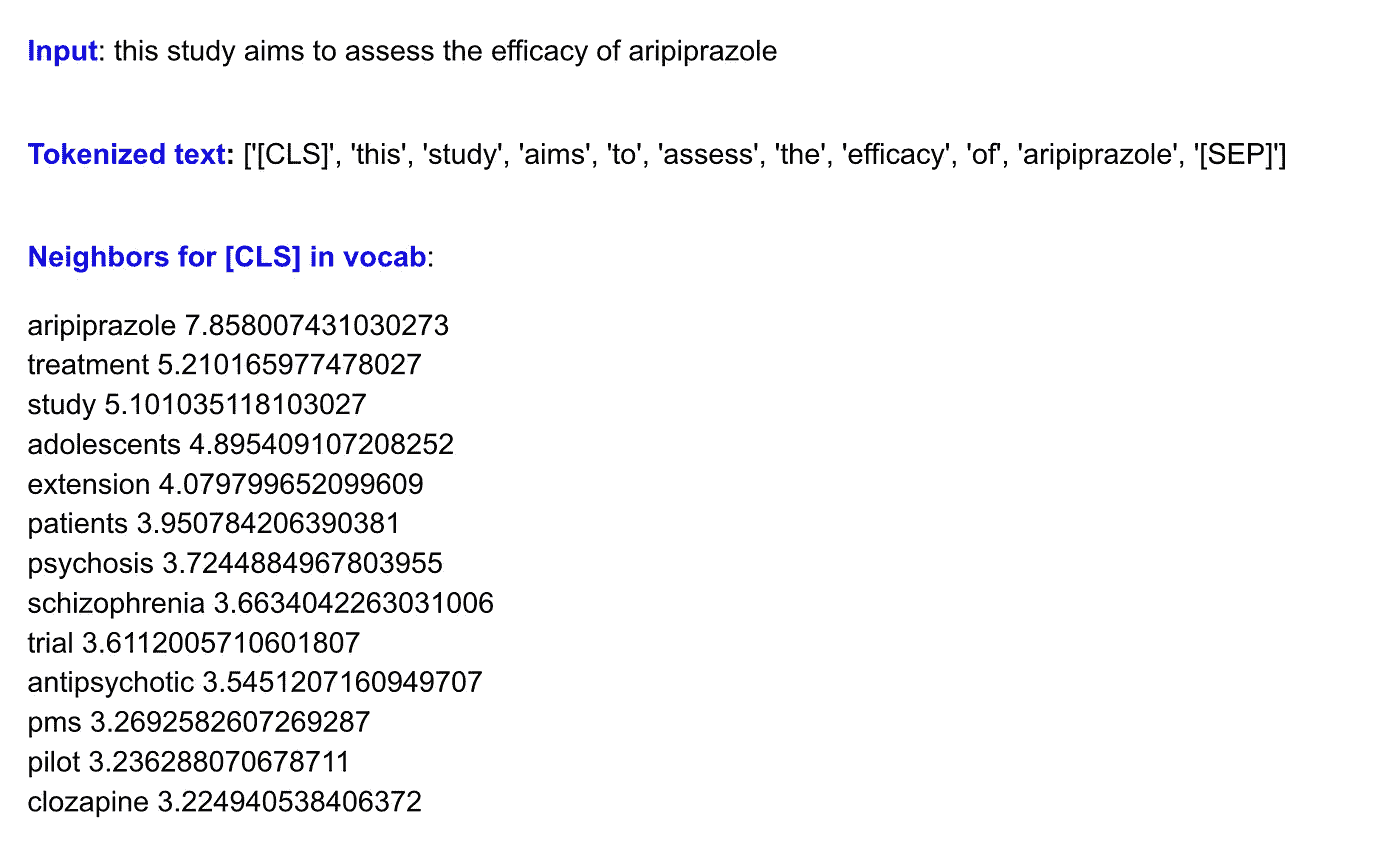 Input: this study aims to assess the efficacy of aripiprazole
Tokenized text: ['[CLS]', 'this', 'study', 'aims', 'to', 'assess', 'the', 'efficacy', 'of', 'aripiprazole', '[SEP]']
Neighbors for [CLS] in vocab:
aripiprazole 7.858007431030273
treatment 5.210165977478027
study 5.101035118103027
adolescents 4.895409107208252
extension 4.079799652099609
patients 3.950784206390381
psychosis 3.7244884967803955
schizophrenia 3.6634042263031006
trial 3.6112005710601807
antipsychotic 3.5451207160949707
pms 3.2692582607269287
pilot 3.236288070678711
clozapine 3.224940538406372